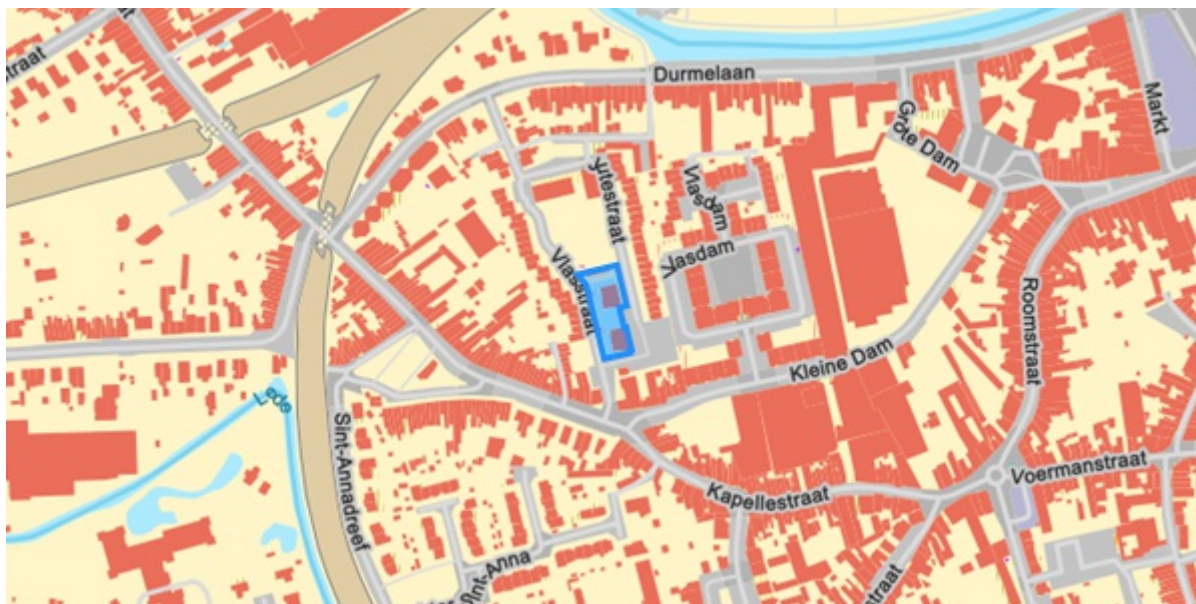 straat
Durmelaan
Markt
Grote Dam
Jutestraat
Vlasdam
Vlasdam
Vlasstraat
Roomstraat
Kleine Dam
Lede
Sint-Annadreef
Voermanstraat
Kapellestraat
Sint-Anna
straat